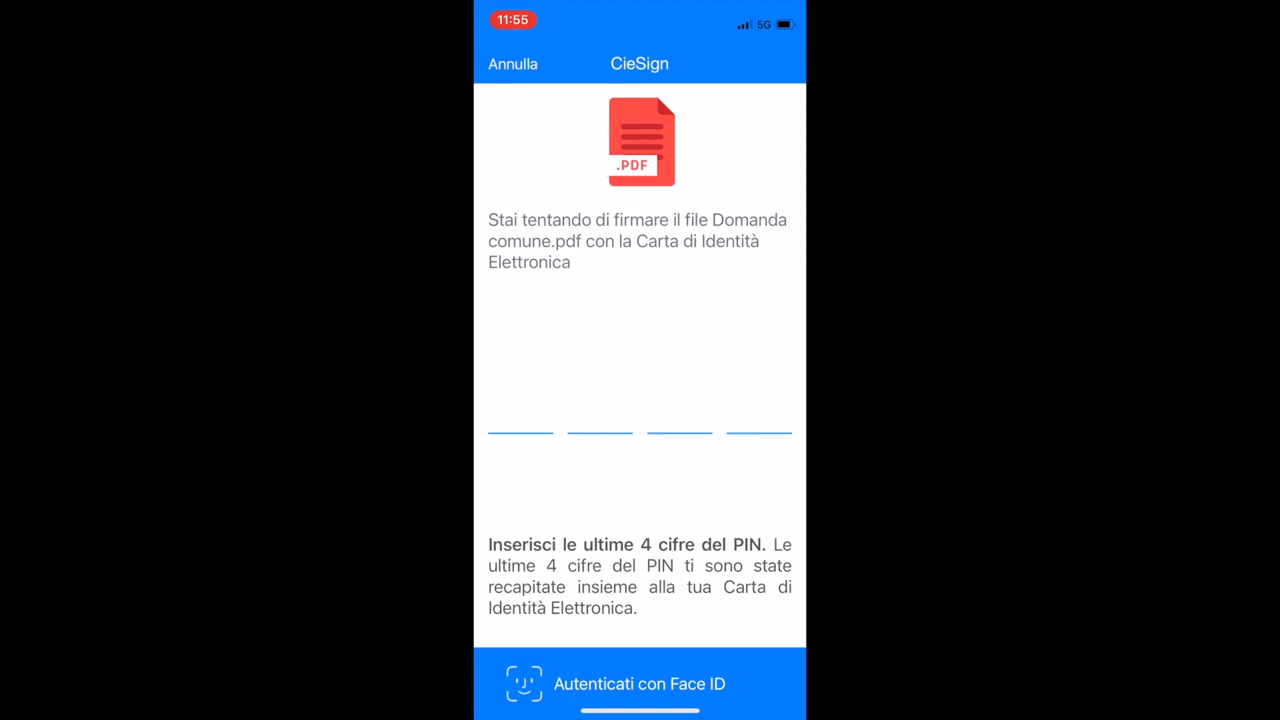 11:55
5G
Annulla
CieSign
.PDF
Stai tentando di firmare il file Domanda
comune.pdf con la Carta di Identità
Elettronica
Inserisci le ultime 4 cifre del PIN. Le
ultime 4 cifre del PIN ti sono state
recapitate insieme alla tua Carta di
Identità Elettronica.
Autenticati con Face ID